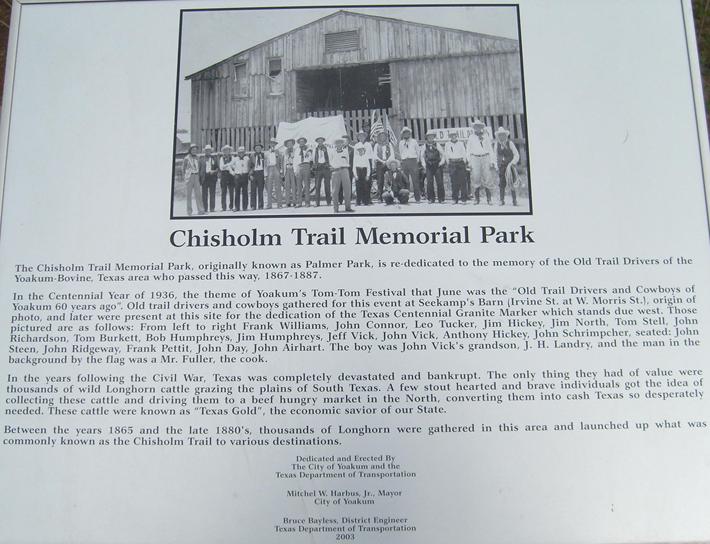 OLD TRAIL D
Chisholm Trail Memorial Park
The Chisholm Trail Memorial Park, originally known as Palmer Park, is re-dedicated to the memory of the Old Trail Drivers of the
Yoakum-Bovine, Texas area who passed this way, 1867-1887.
In the Centennial Year of 1936, the theme of Yoakum's Tom-Tom Festival that June was the "Old Trail Drivers and Cowboys of
Yoakum 60 years ago". Old trail drivers and cowboys gathered for this event at Seekamp's Barn (Irvine St. at W. Morris St.), origin of
photo, and later were present at this site for the dedication of the Texas Centennial Granite Marker which stands due west. Those
pictured are as follows: From left to right Frank Williams, John Connor, Leo Tucker, Jim Hickey, Jim North, Tom Stell, John
Richardson, Tom Burkett, Bob Humphreys, Jim Humphreys, Jeff Vick, John Vick, Anthony Hickey, John Schrimpcher, seated: John
Steen, John Ridgeway, Frank Pettit, John Day, John Airhart. The boy was John Vick's grandson, J. H. Landry, and the man in the
background by the flag was a Mr. Fuller, the cook.
In the years following the Civil War, Texas was completely devastated and bankrupt. The only thing they had of value were
thousands of wild Longhorn cattle grazing the plains of South Texas. A few stout hearted and brave individuals got the idea of
collecting these cattle and driving them to a beef hungry market in the North, converting them into cash Texas so desperately
needed. These cattle were known as "Texas Gold", the economic savior of our State.
Between the years 1865 and the late 1880's, thousands of Longhorn were gathered in this area and launched up what was
commonly known as the Chisholm Trail to various destinations.
Dedicated and Erected By
The City of Yoakum and the
Texas Department of Transportation
Mitchel W. Harbus, Jr., Mayor
City of Yoakum
Bruce Bayless, District Engineer
Texas Department of Transportation
2003